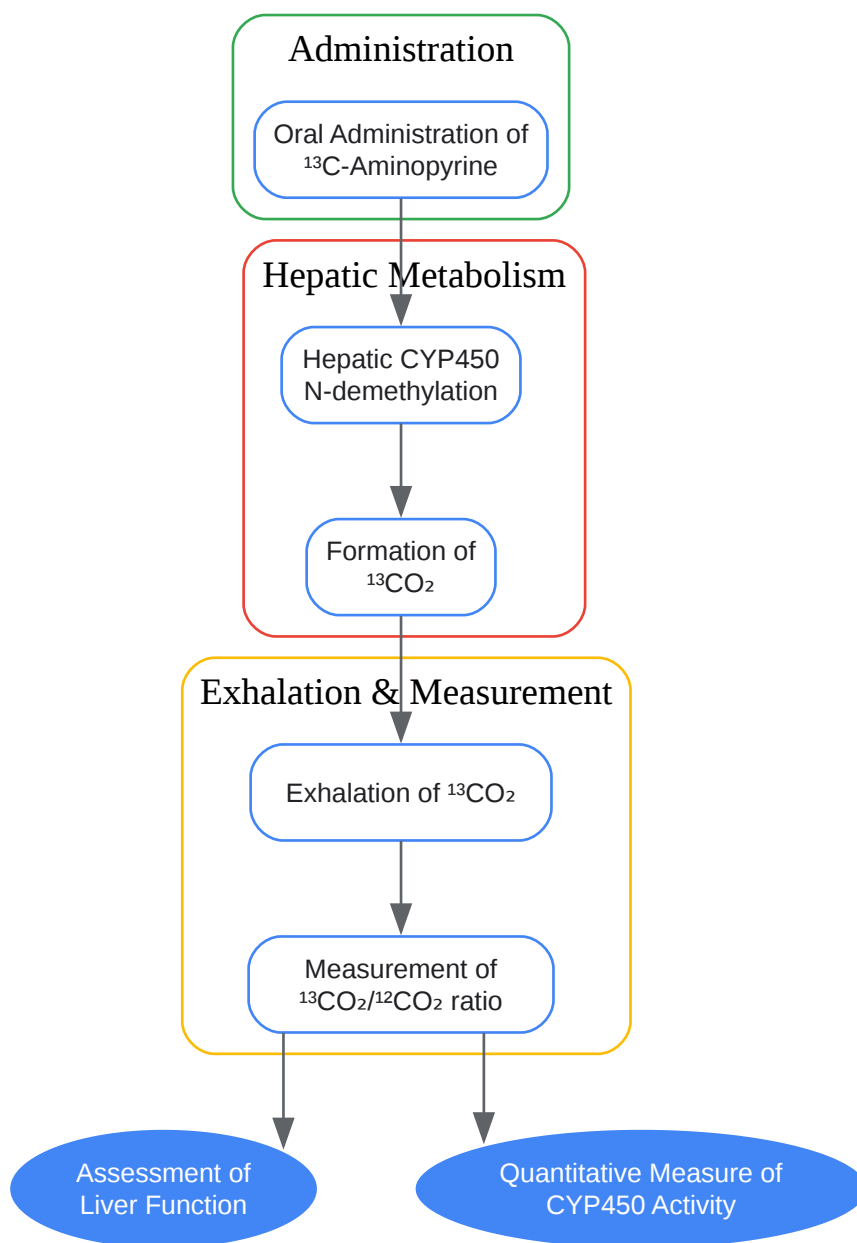 Administration
Oral Administration of
¹³C-Aminopyrine
Hepatic Metabolism
Hepatic CYP450
N-demethylation
Formation of
¹³CO₂
Exhalation & Measurement
Exhalation of ¹³CO₂
Measurement of
¹³CO₂/¹²CO₂ ratio
Assessment of
Liver Function
Quantitative Measure of
CYP450 Activity